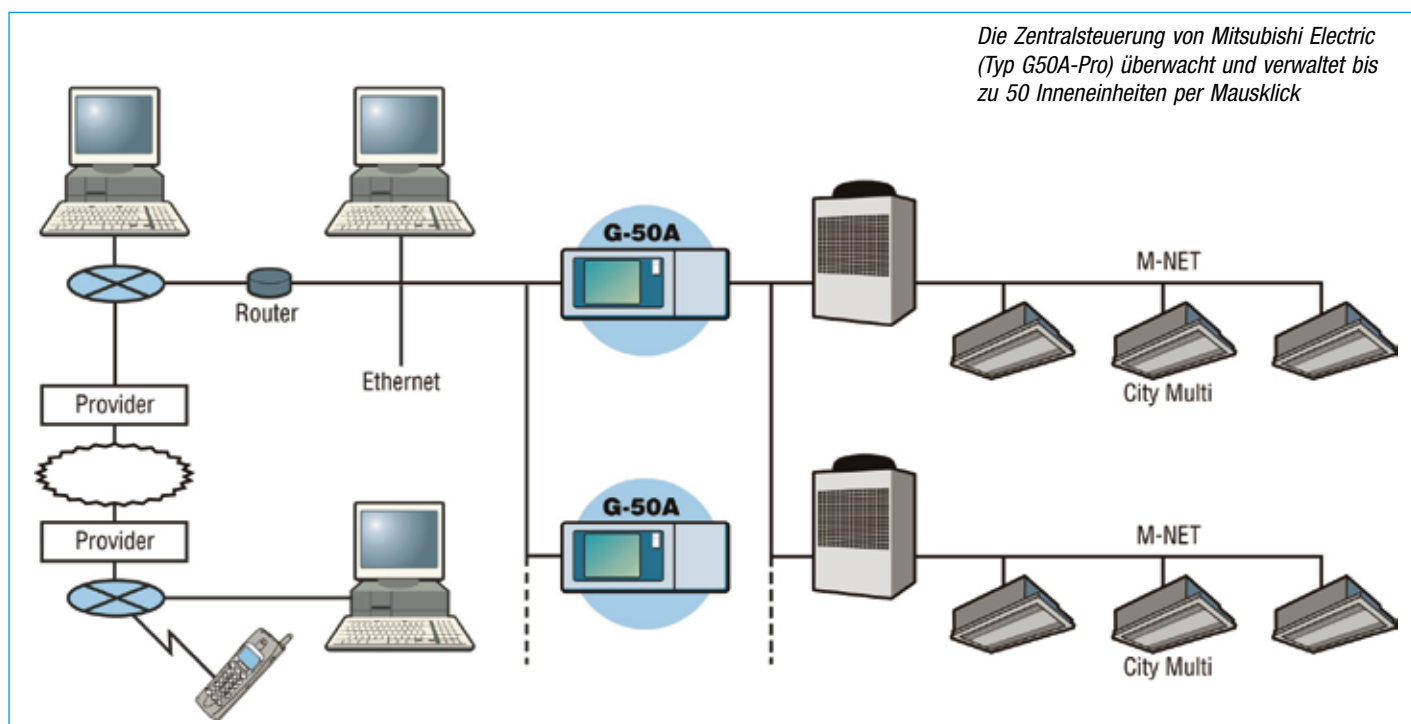 Die Zentralsteuerung von Mitsubishi Electric
(Typ G50A-Pro) überwacht und verwaltet bis
zu 50 Inneneinheiten per Mausklick
G-50A
M-NET
Router
Ethernet
City Multi
Provider
G-50A
Provider
M-NET
City Multi